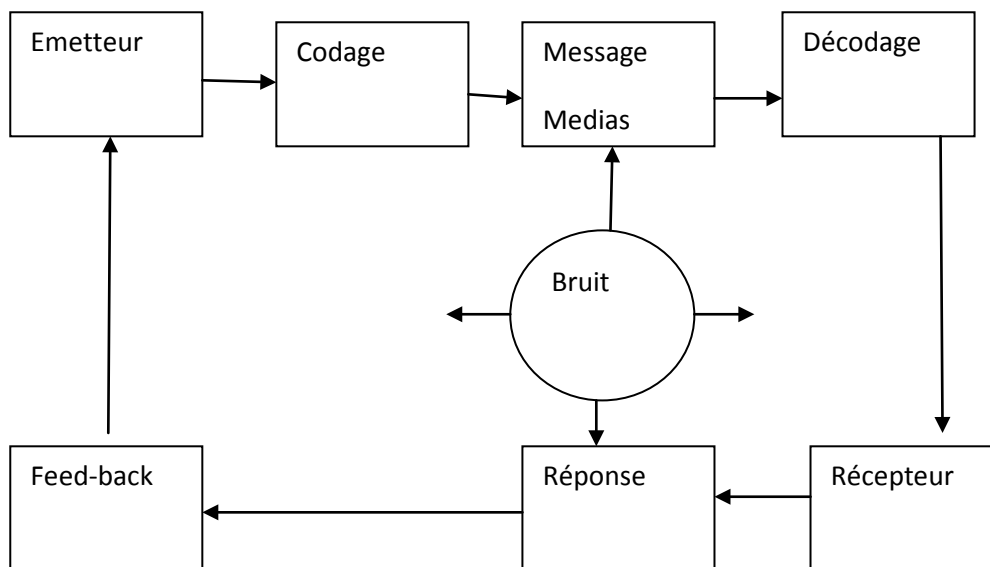 Emetteur
Codage
Message
Medias
Décodage
Bruit
Feed-back
Réponse
Récepteur